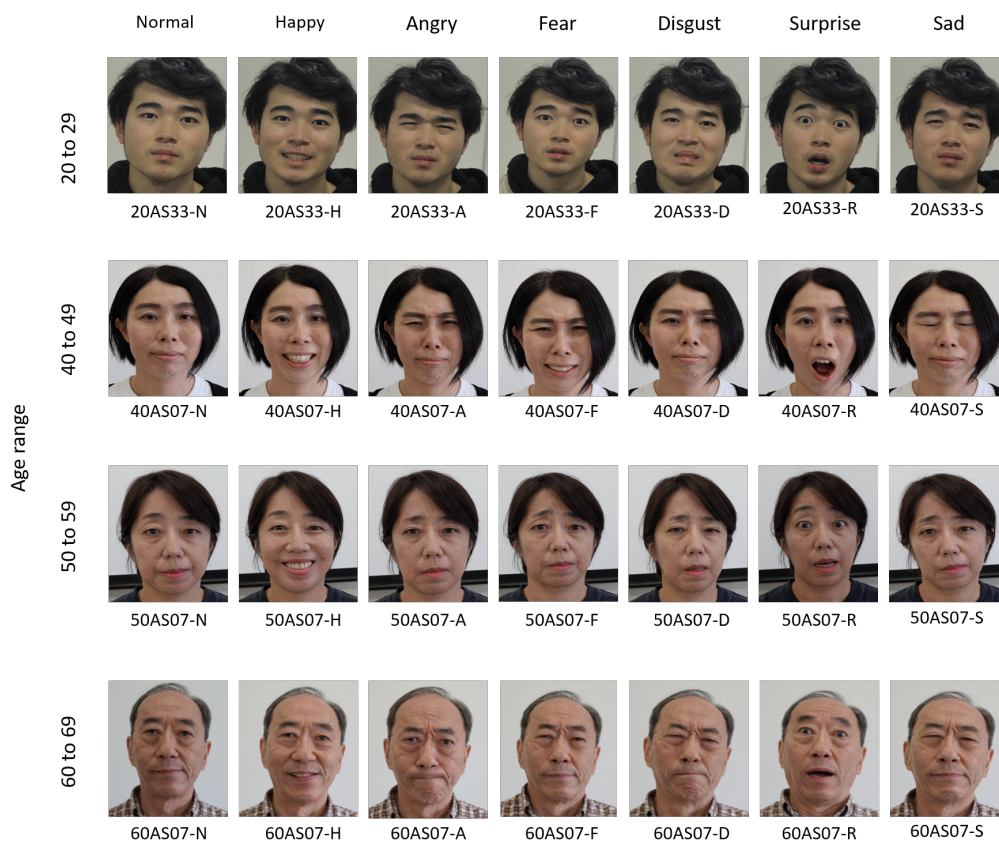 Normal Happy Angry Fear Disgust Surprise Sad
20 to 29
20AS33-N 20AS33-H 20AS33-A 20AS33-F 20AS33-D 20AS33-R 20AS33-S
40 to 49
40AS07-N 40AS07-H 40AS07-A 40AS07-F 40AS07-D 40AS07-R 40AS07-S
Age range
50 to 59
50AS07-N 50AS07-H 50AS07-A 50AS07-F 50AS07-D 50AS07-R 50AS07-S
60 to 69
60AS07-N 60AS07-H 60AS07-A 60AS07-F 60AS07-D 60AS07-R 60AS07-S